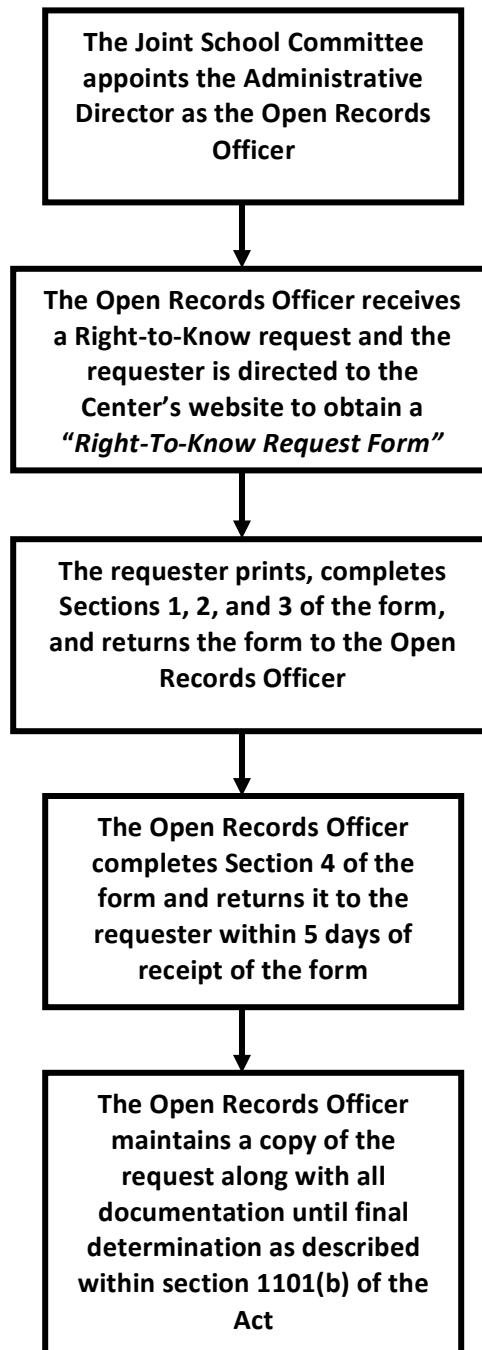 The Joint School Committee
appoints the Administrative
Director as the Open Records
Officer
The Open Records Officer receives
a Right-to-Know request and the
requester is directed to the
Center’s website to obtain a
“Right-To-Know Request Form”
The requester prints, completes
Sections 1, 2, and 3 of the form,
and returns the form to the Open
Records Officer
The Open Records Officer
completes Section 4 of the
form and returns it to the
requester within 5 days of
receipt of the form
The Open Records Officer
maintains a copy of the
request along with all
documentation until final
determination as described
within section 1101(b) of the
Act